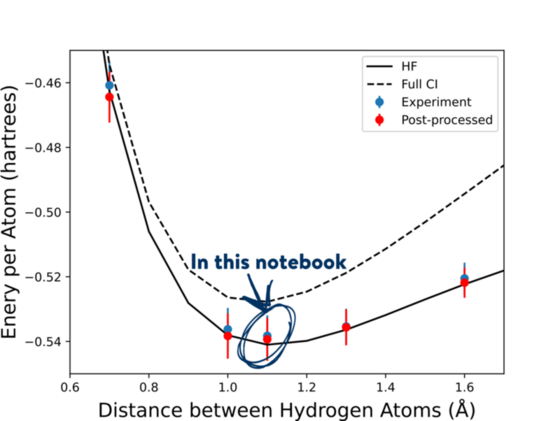 HF
Full CI
Experiment
Post-processed
In this notebook
Enery per Atom (hartrees)
−0.46
−0.48
−0.50
−0.52
−0.54
0.6 0.8 1.0 1.2 1.4 1.6
Distance between Hydrogen Atoms (Å)